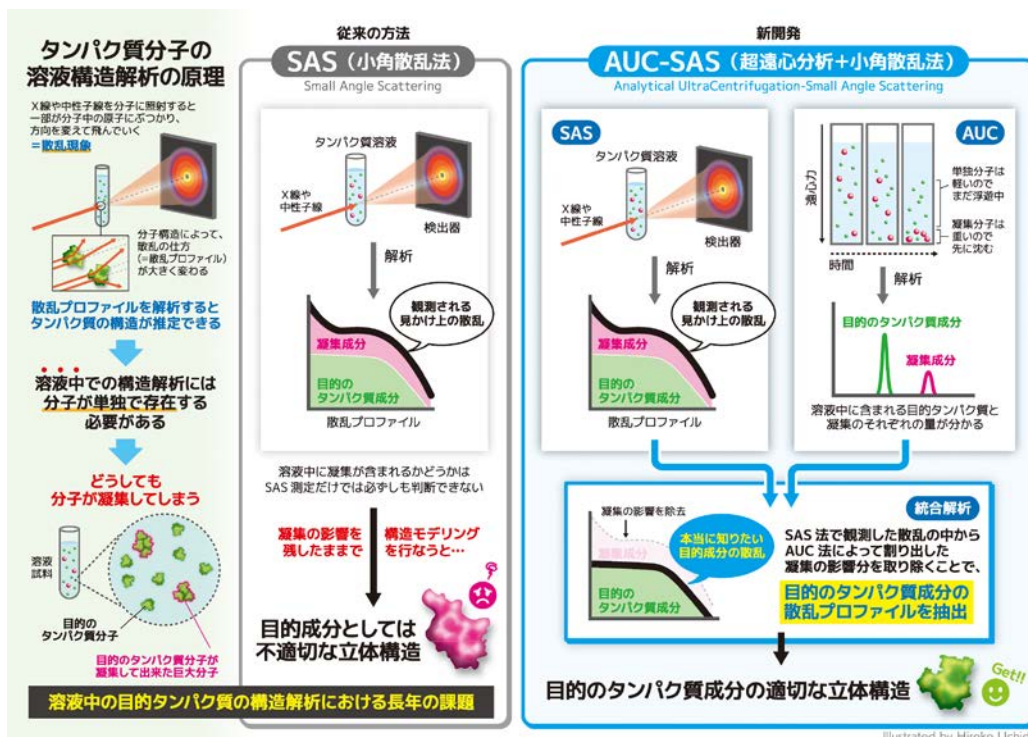 タンパク質分子の
溶液構造解析の原理
X線や中性子線を分子に照射すると
一部が分子中の原子にぶつかり、
方向を変えて飛んでいく
＝散乱現象
分子構造によって、
散乱の仕方
(＝散乱プロファイル)
が大きく変わる
散乱プロファイルを解析すると
タンパク質の構造が推定できる
溶液中での構造解析には
分子が単独で存在する
必要がある
どうしても
分子が凝集してしまう
溶液
試料
目的の
タンパク質分子
目的のタンパク質分子が
凝集して出来た巨大分子
溶液中の目的タンパク質の構造解析における長年の課題
従来の方法
SAS（小角散乱法）
Small Angle Scattering
タンパク質溶液
X線や
中性子線
検出器
解析
観測される
見かけ上の散乱
凝集成分
目的の
タンパク質成分
散乱プロファイル
溶液中に凝集が含まれるかどうかは
SAS 測定だけでは必ずしも判断できない
凝集の影響を
残したままで
構造モデリング
を行なうと…
目的成分としては
不適切な立体構造
新開発
AUC-SAS（超遠心分析＋小角散乱法）
Analytical UltraCentrifugation-Small Angle Scattering
SAS
タンパク質溶液
X線や
中性子線
検出器
解析
観測される
見かけ上の散乱
凝集成分
目的の
タンパク質成分
散乱プロファイル
AUC
遠心力
単独分子は
軽いので
まだ浮遊中
凝集分子は
重いので
先に沈む
時間
解析
目的のタンパク質成分
凝集成分
溶液中に含まれる目的タンパク質と
凝集のそれぞれの量が分かる
統合解析
凝集の影響を除去
凝集成分
本当に知りたい
目的成分の散乱
目的の
タンパク質成分
SAS 法で観測した散乱の中から
AUC 法によって割り出した
凝集の影響分を取り除くことで、
目的のタンパク質成分の
散乱プロファイルを抽出
目的のタンパク質成分の適切な立体構造
Get!!
Illustrated by Hiroko Uchi